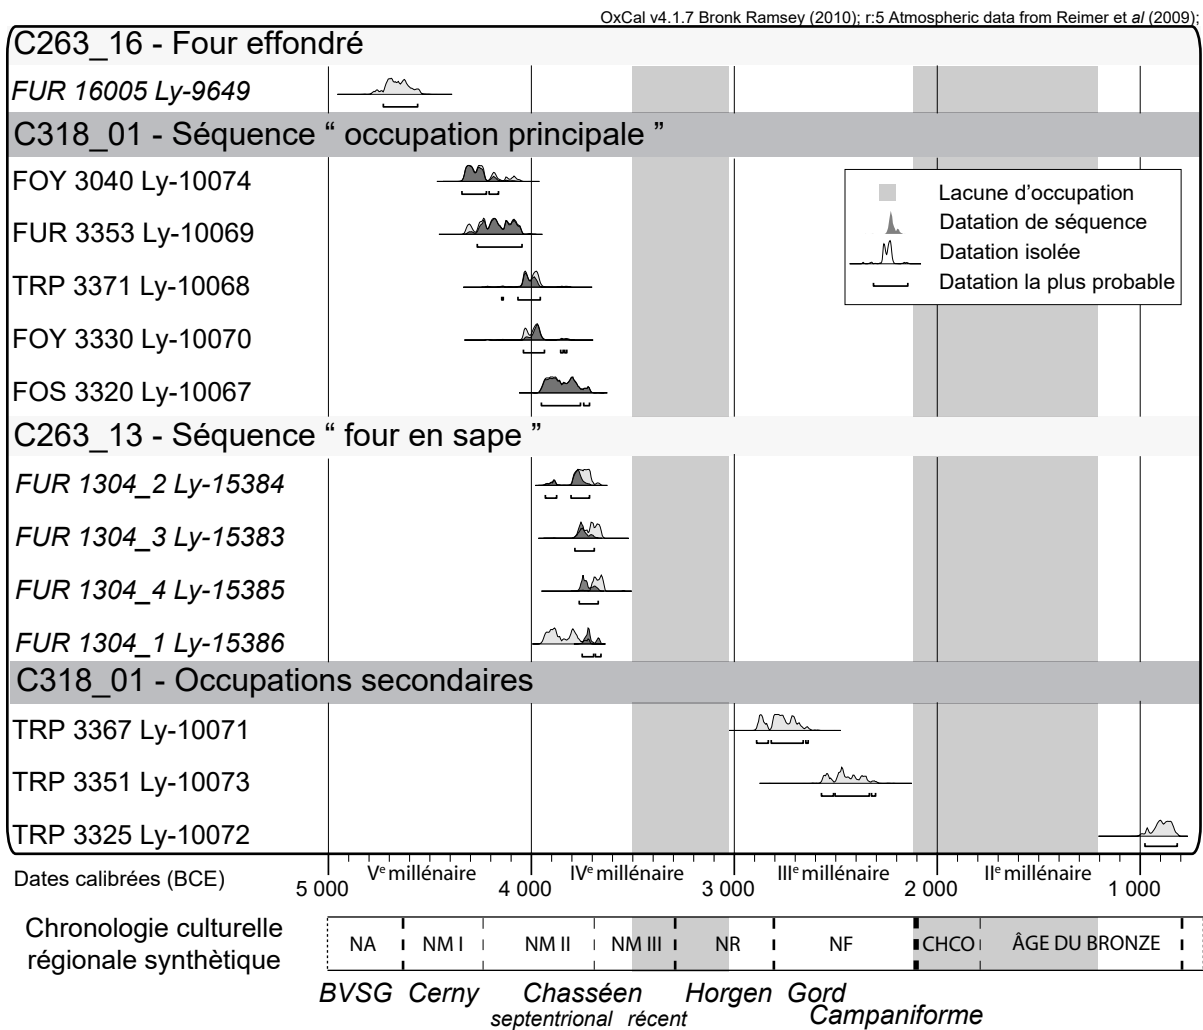 OxCal v4.1.7 Bronk Ramsey (2010); r:5 Atmospheric data from Reimer et al (2009);
C263_16 - Four effondré
FUR 16005 Ly-9649
C318_01 - Séquence “ occupation principale ”
FOY 3040 Ly-10074
FUR 3353 Ly-10069
TRP 3371 Ly-10068
FOY 3330 Ly-10070
FOS 3320 Ly-10067
Lacune d’occupation
Datation de séquence
Datation isolée
Datation la plus probable
C263_13 - Séquence “ four en sape ”
FUR 1304_2 Ly-15384
FUR 1304_3 Ly-15383
FUR 1304_4 Ly-15385
FUR 1304_1 Ly-15386
C318_01 - Occupations secondaires
TRP 3367 Ly-10071
TRP 3351 Ly-10073
TRP 3325 Ly-10072
Dates calibrées (BCE)
5 000 Ve millénaire 4 000 IVe millénaire 3 000 IIIe millénaire 2 000 IIe millénaire 1 000
Chronologie culturelle
régionale synthètique
NA NM I NM II NM III NR NF CHCO ÂGE DU BRONZE
BVSG Cerny Chasséen Horgen Gord
septentrional récent Campaniforme